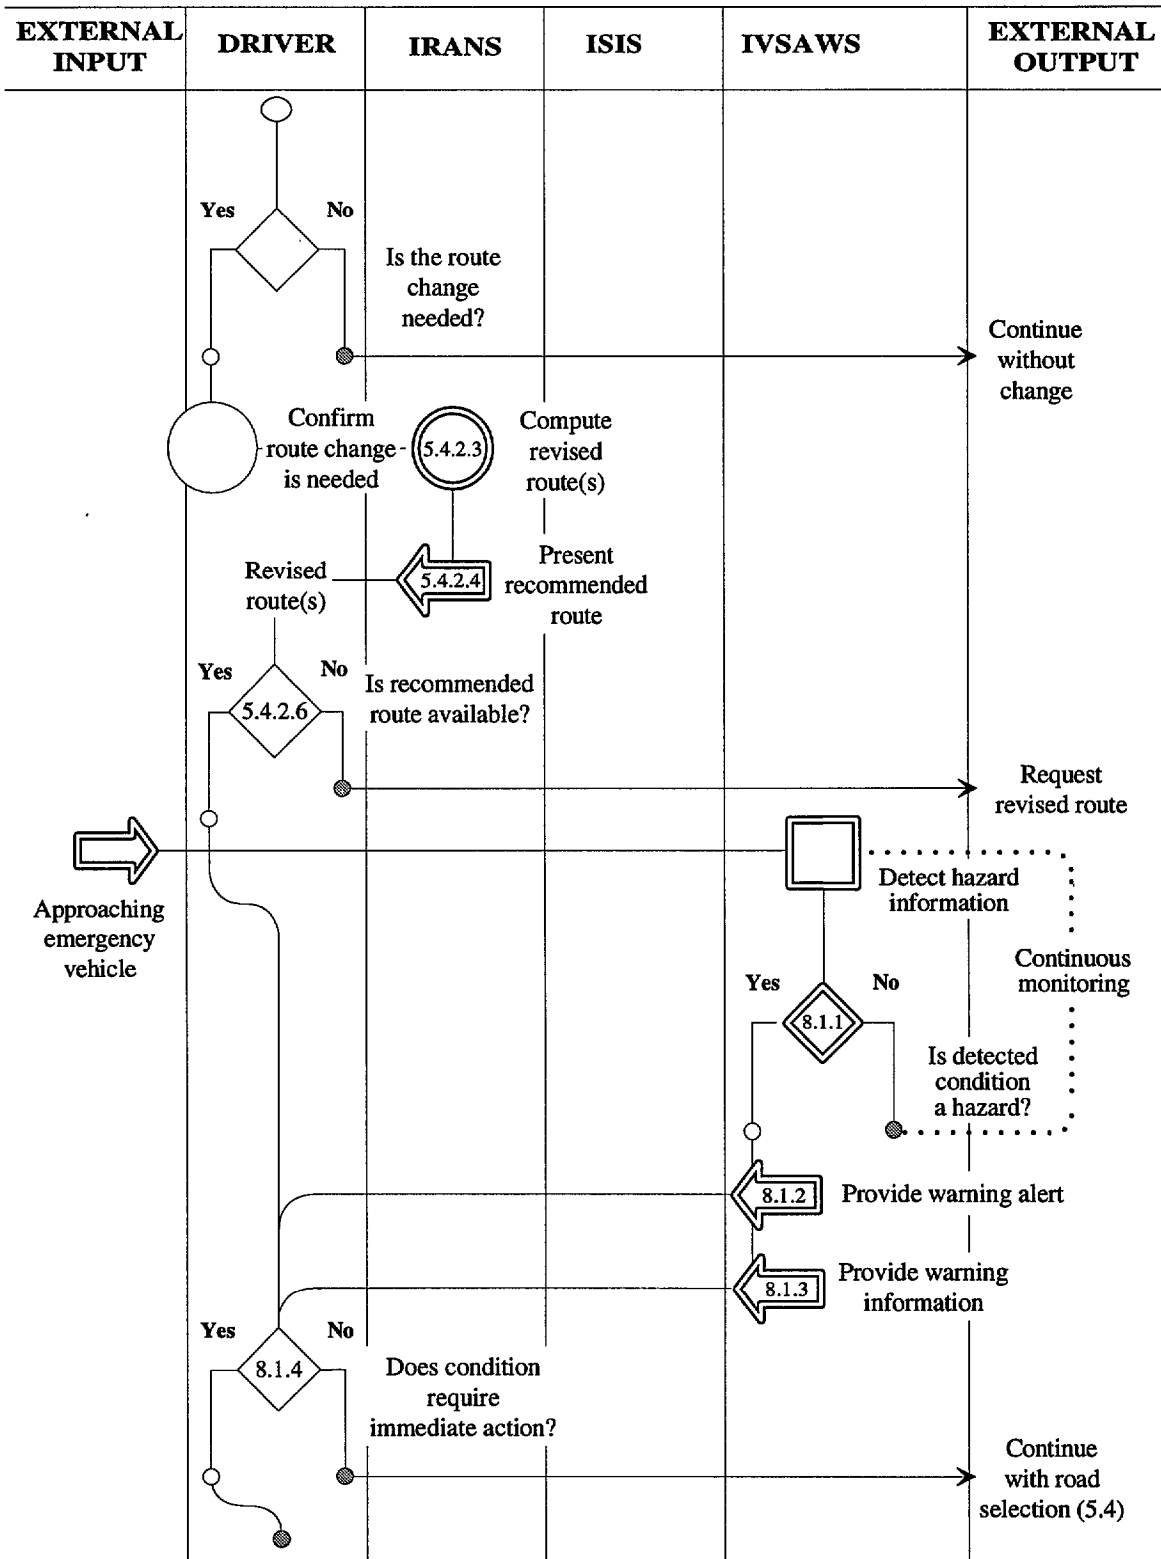 EXTERNAL
INPUT
DRIVER
IRANS
ISIS
IVSAWS
EXTERNAL
OUTPUT
Yes
No
Is the route
change
needed?
Continue
without
change
Confirm
route change
is needed
5.4.2.3
Compute
revised
route(s)
Revised
route(s)
5.4.2.4
Present
recommended
route
Yes
No
5.4.2.6
Is recommended
route available?
Request
revised route
Approaching
emergency
vehicle
Detect hazard
information
Continuous
monitoring
Yes
No
8.1.1
Is detected
condition
a hazard?
8.1.2
Provide warning alert
8.1.3
Provide warning
information
Yes
No
8.1.4
Does condition
require
immediate action?
Continue
with road
selection (5.4)